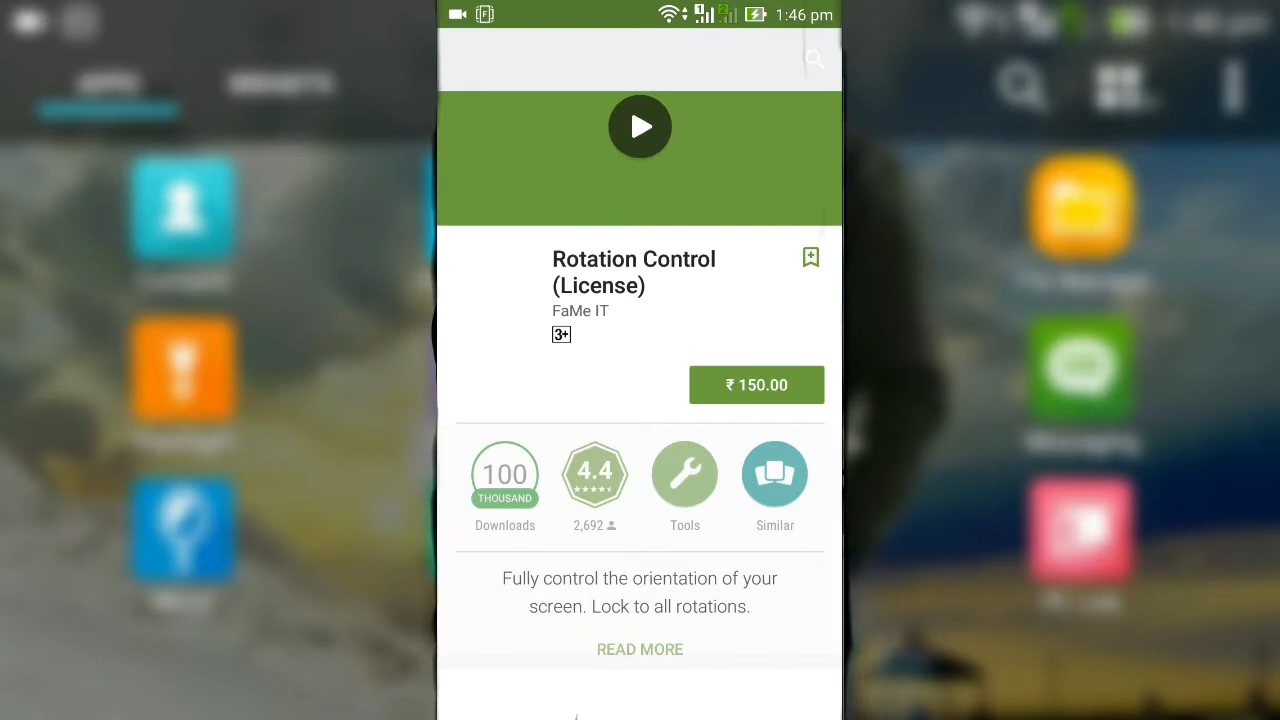 1:46 pm
Rotation Control
(License)
FaMe IT
3+
₹ 150.00
100
THOUSAND
Downloads
4.4
2,692
Tools
Similar
Fully control the orientation of your
screen. Lock to all rotations.
READ MORE